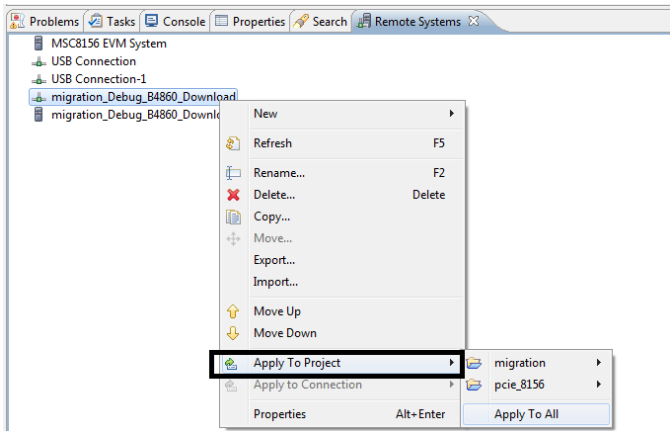 Problems Tasks Console Properties Search Remote Systems
MSC8156 EVM System
USB Connection
USB Connection-1
migration_Debug_B4860_Download
migration_Debug_B4860_Downlo
New
Refresh F5
Rename... F2
Delete... Delete
Copy...
Move...
Export...
Import...
Move Up
Move Down
Apply To Project migration
Apply to Connection pcie_8156
Properties Alt+Enter Apply To All